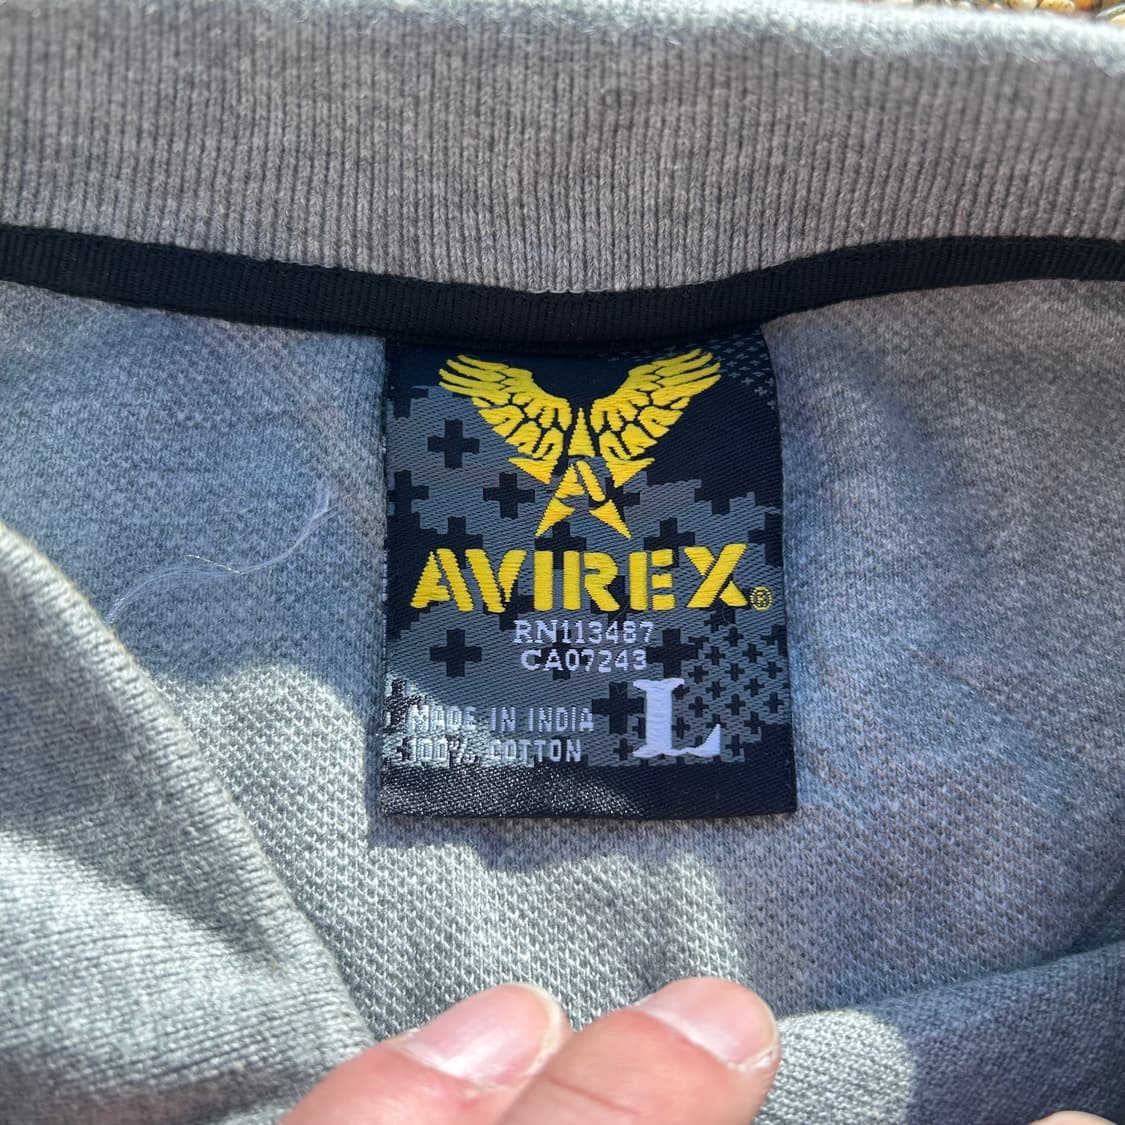 A
AVIREX®
RN113487
CA07243
L
MADE IN INDIA
100% COTTON